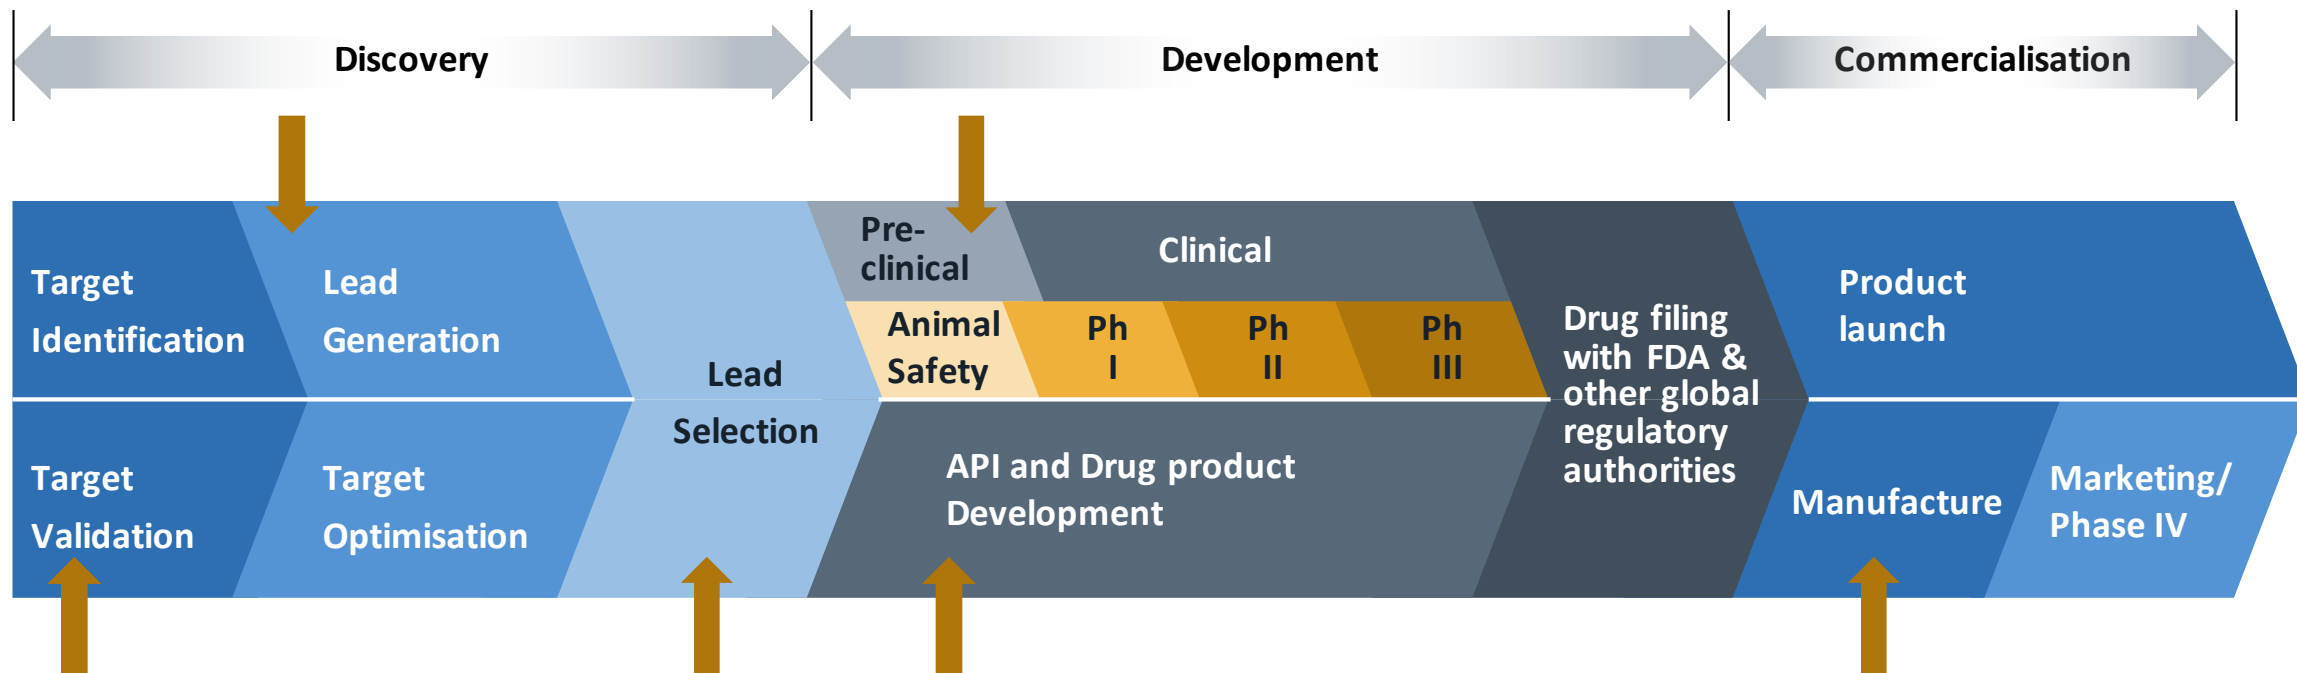 Discovery
Development
Commercialisation
Target
Identification
Lead
Generation
Lead
Selection
Pre-
clinical
Clinical
Animal
Safety
Ph
I
Ph
II
Ph
III
Drug filing
with FDA &
other global
regulatory
authorities
Product
launch
Target
Validation
Target
Optimisation
API and Drug product
Development
Manufacture
Marketing/
Phase IV